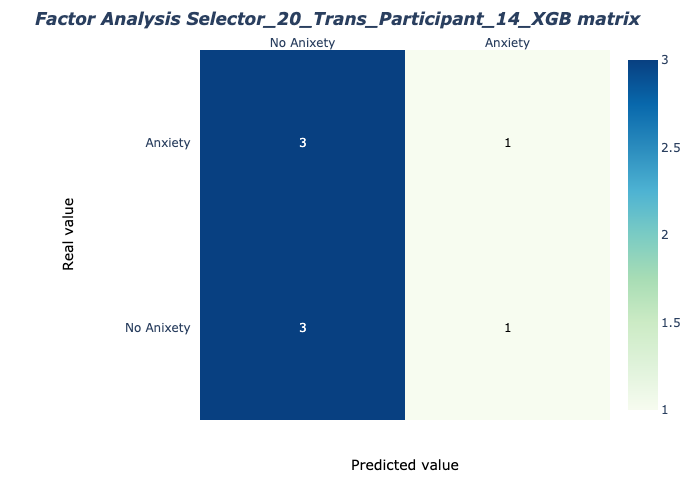 Factor Analysis Selector_20_Trans_Participant_14_XGB matrix
No Anixety Anxiety
3
Anxiety 3 1
2.5
Real value
2
1.5
No Anixety 3 1
1
Predicted value